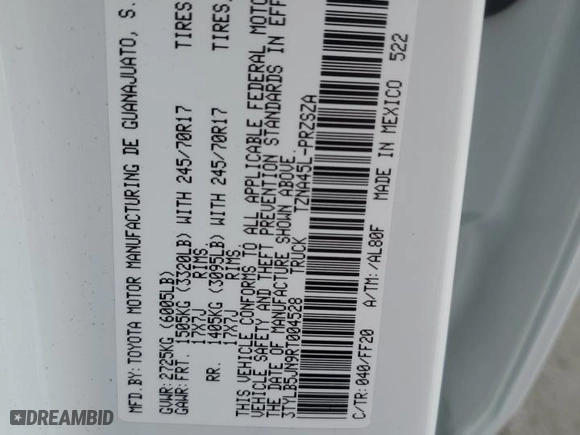 MFD.BY: TOYOTA MOTOR MANUFACTURING DE GUANAJUATO, S.
GVWR: 2725KG (6005LB)
GAWR: FRT. 1505KG (3320LB) WITH 245/70R17 TIRES,
17X7J RIMS.
RR. 1405KG (3095LB) WITH 245/70R17 TIRES,
17X7J RIMS.
THIS VEHICLE CONFORMS TO ALL APPLICABLE FEDERAL MOTO
VEHICLE SAFETY AND THEFT PREVENTION STANDARDS IN EFF
THE DATE OF MANUFACTURE SHOWN ABOVE.
3TYLB5JN9RT004528 TRUCK TZNA45L-PRZSZA
C/TR: 040/FF20 A/TM: /AL80F MADE IN MEXICO 522
DREAMBID